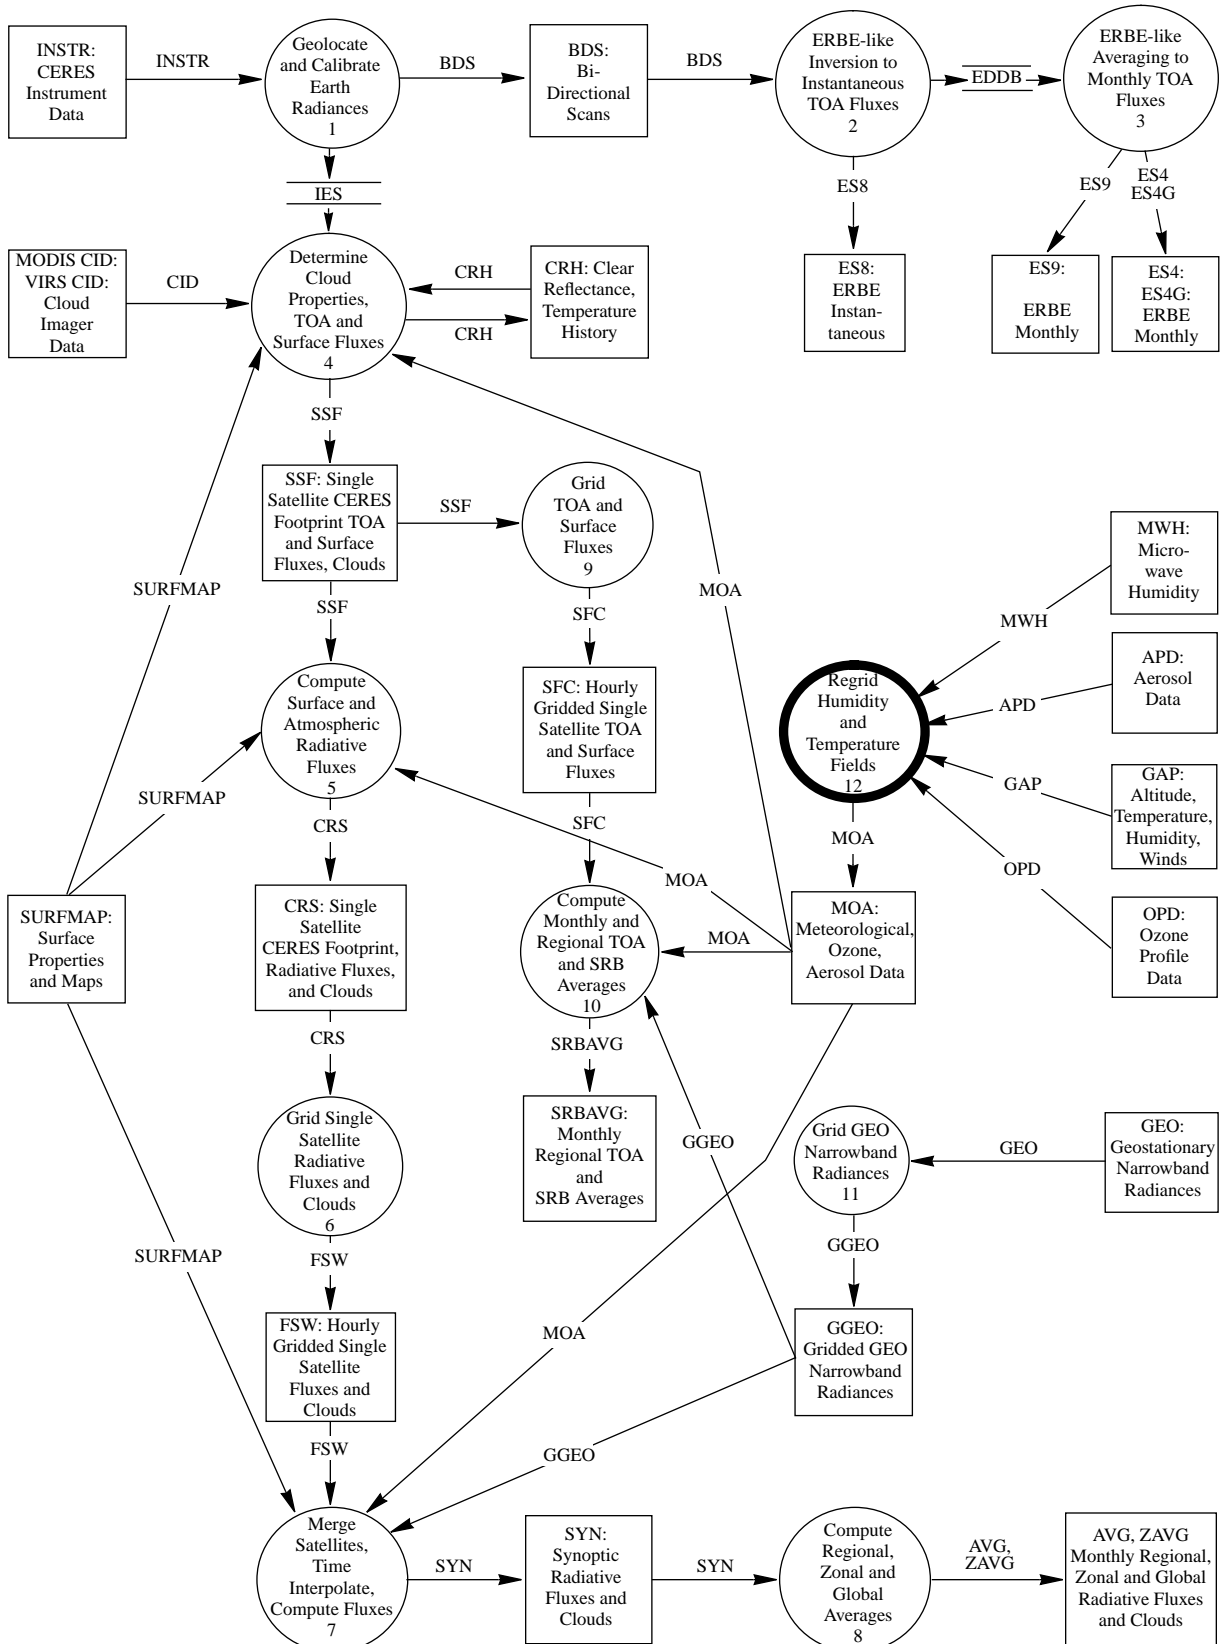 INSTR:
CERES
Instrument
Data
INSTR
Geolocate
and Calibrate
Earth
Radiances
1
BDS
BDS:
Bi-
Directional
Scans
BDS
ERBE-like
Inversion to
Instantaneous
TOA Fluxes
2
EDDB
ERBE-like
Averaging to
Monthly TOA
Fluxes
3
IES
ES8
ES9
ES4
ES4G
MODIS CID:
VIRS CID:
Cloud
Imager
Data
CID
Determine
Cloud
Properties,
TOA and
Surface Fluxes
4
CRH
CRH
CRH: Clear
Reflectance,
Temperature
History
ES8:
ERBE
Instan-
taneous
ES9:
ERBE
Monthly
ES4:
ES4G:
ERBE
Monthly
SSF
SSF: Single
Satellite CERES
Footprint TOA
and Surface
Fluxes, Clouds
SSF
Grid
TOA and
Surface
Fluxes
9
MWH:
Micro-
wave
Humidity
SURFMAP
SSF
SFC
MOA
MWH
Compute
Surface and
Atmospheric
Radiative
Fluxes
5
SFC: Hourly
Gridded Single
Satellite TOA
and Surface
Fluxes
Regrid
Humidity
and
Temperature
Fields
12
APD
APD:
Aerosol
Data
SURFMAP
GAP
GAP:
Altitude,
Temperature,
Humidity,
Winds
CRS
SFC
MOA
MOA
OPD
SURFMAP:
Surface
Properties
and Maps
CRS: Single
Satellite
CERES Footprint,
Radiative Fluxes,
and Clouds
Compute
Monthly and
Regional TOA
and SRB
Averages
10
MOA
MOA:
Meteorological,
Ozone,
Aerosol Data
OPD:
Ozone
Profile
Data
CRS
SRBAVG
Grid Single
Satellite
Radiative
Fluxes and
Clouds
6
SRBAVG:
Monthly
Regional TOA
and
SRB Averages
GGEO
Grid GEO
Narrowband
Radiances
11
GEO
GEO:
Geostationary
Narrowband
Radiances
SURFMAP
FSW
GGEO
FSW: Hourly
Gridded Single
Satellite
Fluxes and
Clouds
MOA
GGEO:
Gridded GEO
Narrowband
Radiances
FSW
GGEO
Merge
Satellites,
Time
Interpolate,
Compute Fluxes
7
SYN
SYN:
Synoptic
Radiative
Fluxes and
Clouds
SYN
Compute
Regional,
Zonal and
Global
Averages
8
AVG,
ZAVG
AVG, ZAVG
Monthly Regional,
Zonal and Global
Radiative Fluxes
and Clouds